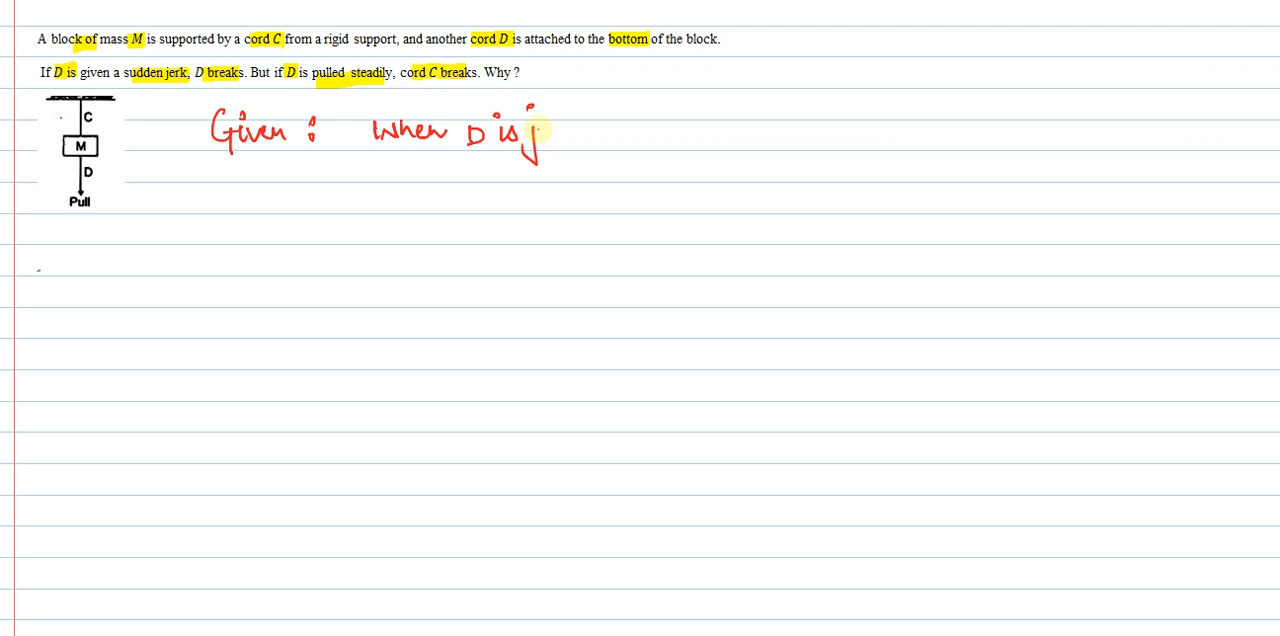 A block of mass M is supported by a cord C from a rigid support, and another cord D is attached to the bottom of the block.
If D is given a sudden jerk, D breaks. But if D is pulled steadily, cord C breaks. Why ?
C
Given : When D is j
M
D
Pull